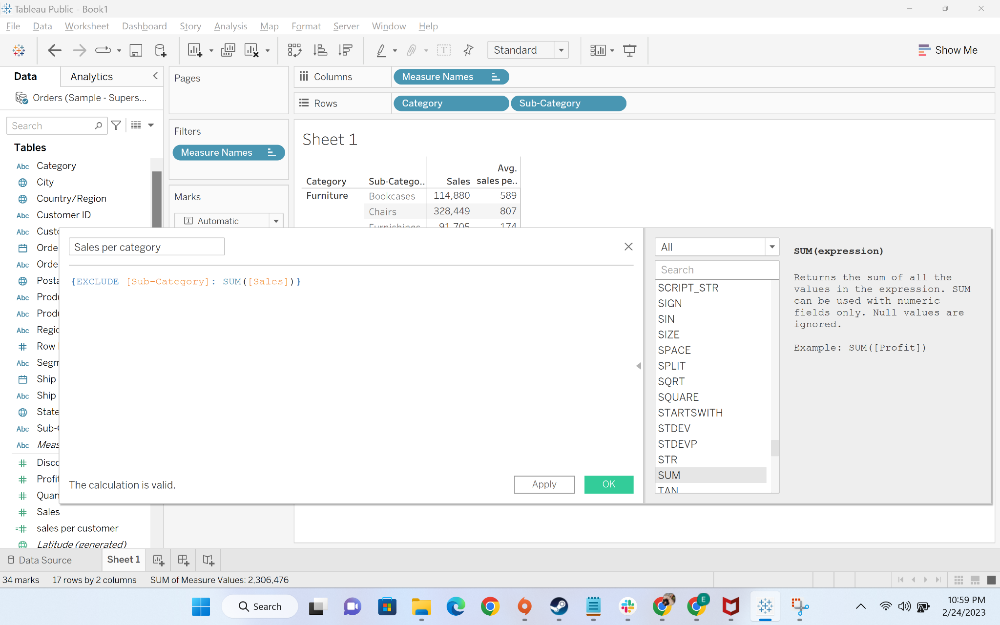 Tableau Public - Book1
File Data Worksheet Dashboard Story Analysis Map Format Server Window Help
Standard
Show Me
Data Analytics
Orders (Sample - Supers...
Search
Tables
Abc Category
City
Country/Region
Abc Customer ID
Abc Custo
Orde
Abc Orde
Posta
Abc Produ
Abc Produ
Abc Regio
Row
Abc Segm
Ship
Abc Ship
State
Abc Sub-
Abc Meas
Disco
Profit
Quan
Sales
sales per customer
Latitude (generated)
Pages
Filters
Measure Names
Marks
Automatic
Columns Measure Names
Rows Category Sub-Category
Sheet 1
Avg.
Category Sub-Catego.. Sales sales pe..
Furniture Bookcases 114,880 589
Chairs 328,449 807
Furnishings 91,705 174
Sales per category
{EXCLUDE [Sub-Category]: SUM([Sales])}
The calculation is valid.
Apply OK
All
Search
SCRIPT_STR
SIGN
SIN
SIZE
SPACE
SPLIT
SQRT
SQUARE
STARTSWITH
STDEV
STDEVP
STR
SUM
TAN
SUM(expression)
Returns the sum of all the
values in the expression. SUM
can be used with numeric
fields only. Null values are
ignored.
Example: SUM([Profit])
Data Source Sheet 1
34 marks 17 rows by 2 columns SUM of Measure Values: 2,306,476
Search
E
10:59 PM
2/24/2023